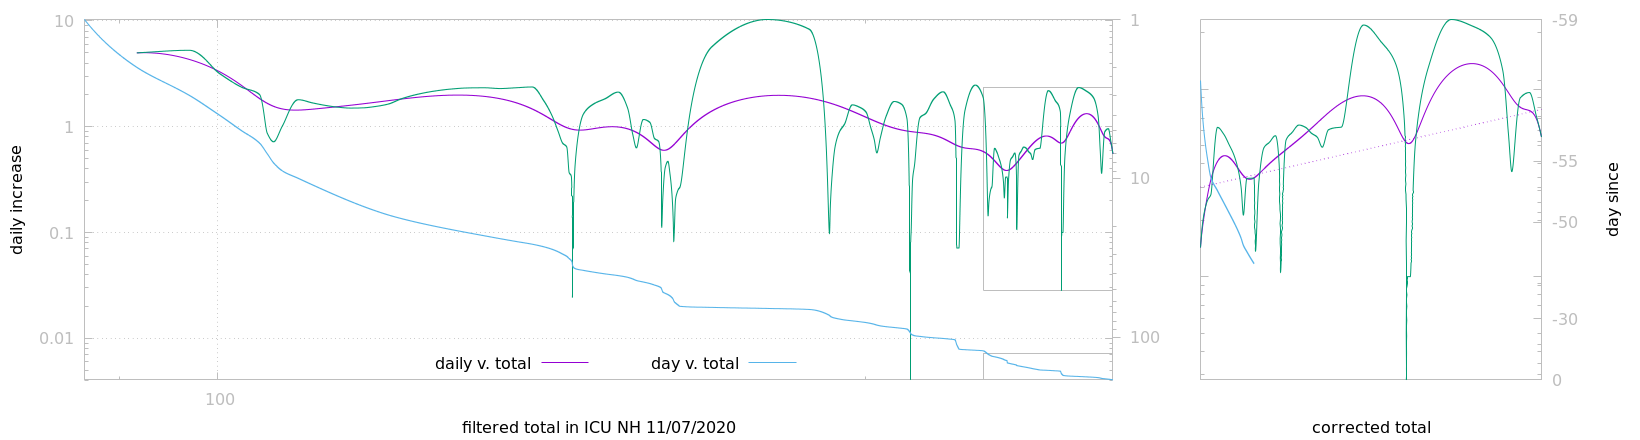 10
1
0.1
0.01
daily increase
daily v. total
day v. total
1
10
100
100
filtered total in ICU NH 11/07/2020
-59
-55
-50
-30
0
day since
corrected total